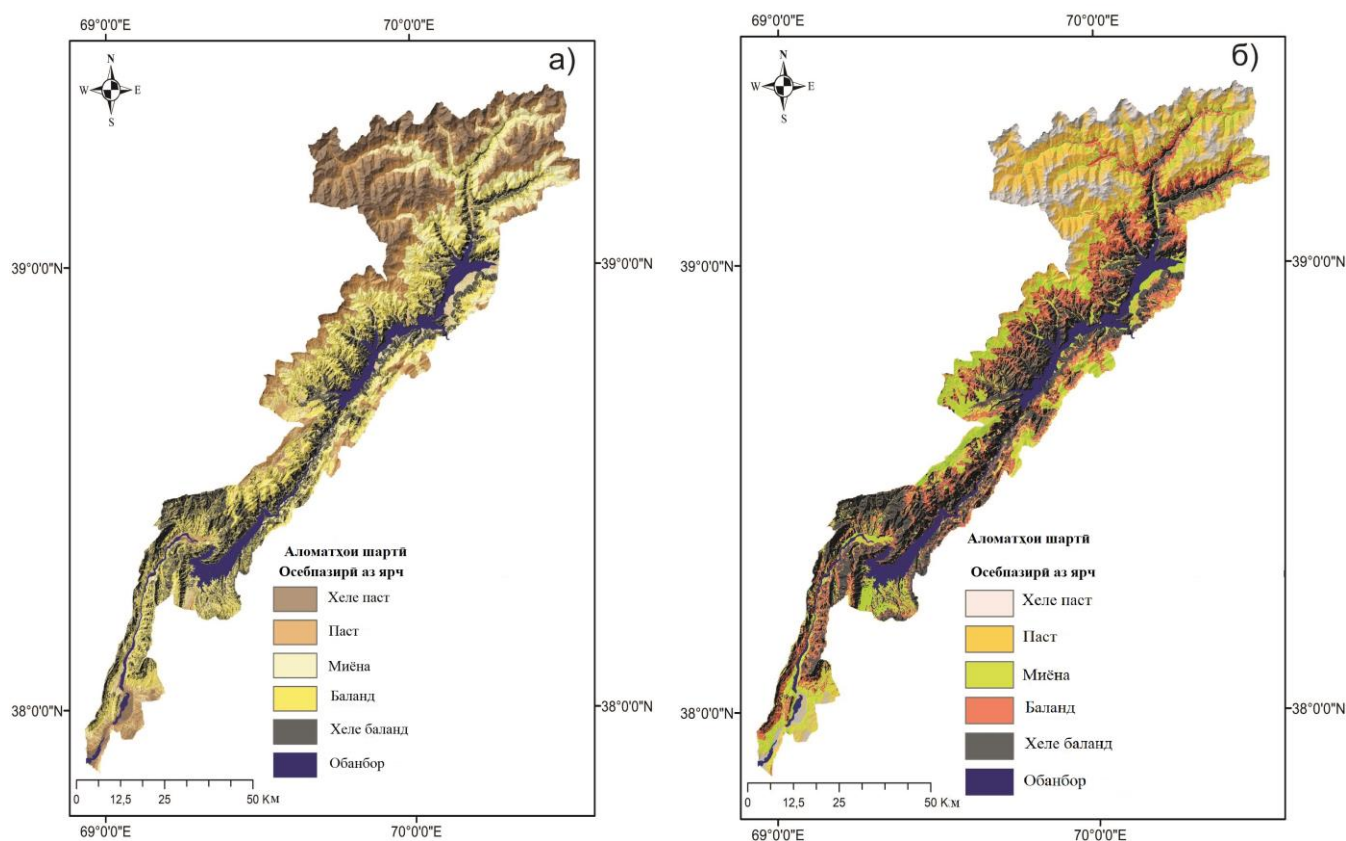 69°0'0"E
70°0'0"E
а)
N
W
E
S
39°0'0"N
39°0'0"N
Аломатҳои шартӣ
Осебпазирӣ аз ярч
Хеле паст
Паст
Миёна
Баланд
Хеле баланд
Обанбор
38°0'0"N
38°0'0"N
0 12,5 25 50 Км
69°0'0"E
70°0'0"E
69°0'0"E
70°0'0"E
б)
N
W
E
S
39°0'0"N
39°0'0"N
Аломатҳои шартӣ
Осебпазирӣ аз ярч
Хеле паст
Паст
Миёна
Баланд
Хеле баланд
Обанбор
38°0'0"N
38°0'0"N
0 12,5 25 50 Км
69°0'0"E
70°0'0"E